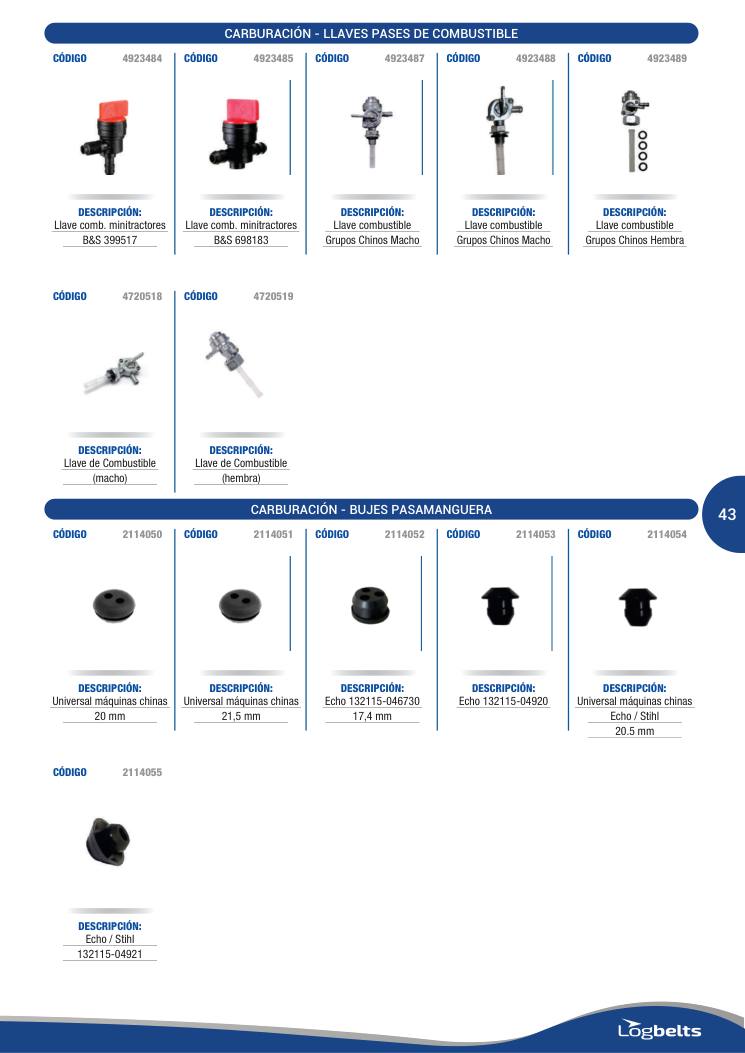 CARBURACIÓN - LLAVES PASES DE COMBUSTIBLE
CÓDIGO 4923484
DESCRIPCIÓN:
Llave comb. minitractores
B&S 399517
CÓDIGO 4923485
DESCRIPCIÓN:
Llave comb. minitractores
B&S 698183
CÓDIGO 4923487
DESCRIPCIÓN:
Llave combustible
Grupos Chinos Macho
CÓDIGO 4923488
DESCRIPCIÓN:
Llave combustible
Grupos Chinos Macho
CÓDIGO 4923489
DESCRIPCIÓN:
Llave combustible
Grupos Chinos Hembra
CÓDIGO 4720518
DESCRIPCIÓN:
Llave de Combustible
(macho)
CÓDIGO 4720519
DESCRIPCIÓN:
Llave de Combustible
(hembra)
CARBURACIÓN - BUJES PASAMANGUERA
43
CÓDIGO 2114050
DESCRIPCIÓN:
Universal máquinas chinas
20 mm
CÓDIGO 2114051
DESCRIPCIÓN:
Universal máquinas chinas
21,5 mm
CÓDIGO 2114052
DESCRIPCIÓN:
Echo 132115-046730
17,4 mm
CÓDIGO 2114053
DESCRIPCIÓN:
Echo 132115-04920
CÓDIGO 2114054
DESCRIPCIÓN:
Universal máquinas chinas
Echo / Stihl
20.5 mm
CÓDIGO 2114055
DESCRIPCIÓN:
Echo / Stihl
132115-04921
Logbelts